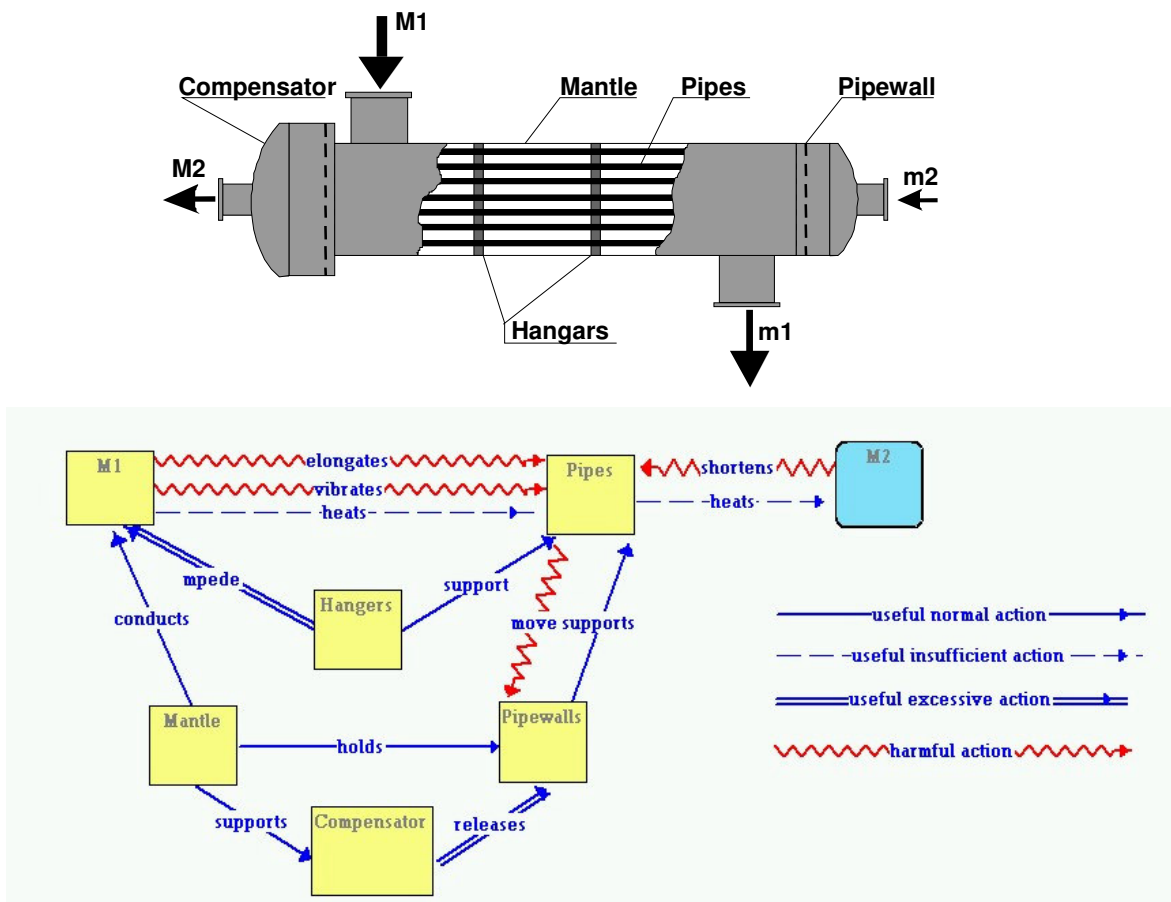 M1
Compensator
Mantle
Pipes
Pipewall
M2
m2
Hangars
m1
M1
elongates
Pipes
shortens
M2
vibrates
heats
heats
mpede
support
Hangers
conducts
move supports
useful normal action
useful insufficient action
useful excessive action
Mantle
Pipewalls
holds
harmful action
supports
Compensator
releases